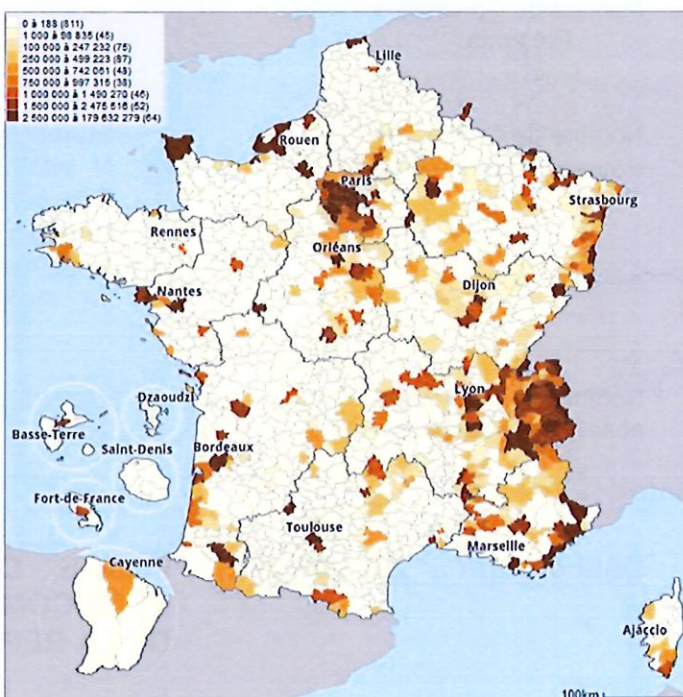 0 à 188 (811)
1 000 à 98 835 (45)
100 000 à 247 232 (75)
250 000 à 499 223 (87)
500 000 à 742 051 (48)
750 000 à 997 315 (38)
1 000 000 à 1 490 270 (46)
1 500 000 à 2 475 516 (52)
2 500 000 à 179 632 279 (64)
Lille
Rouen
Paris
Strasbourg
Rennes
Orléans
Nantes
Dijon
Lyon
Dzaoudzi
Basse-Terre
Saint-Denis
Bordeaux
Fort-de-France
Toulouse
Marseille
Cayenne
Ajaccio
100km